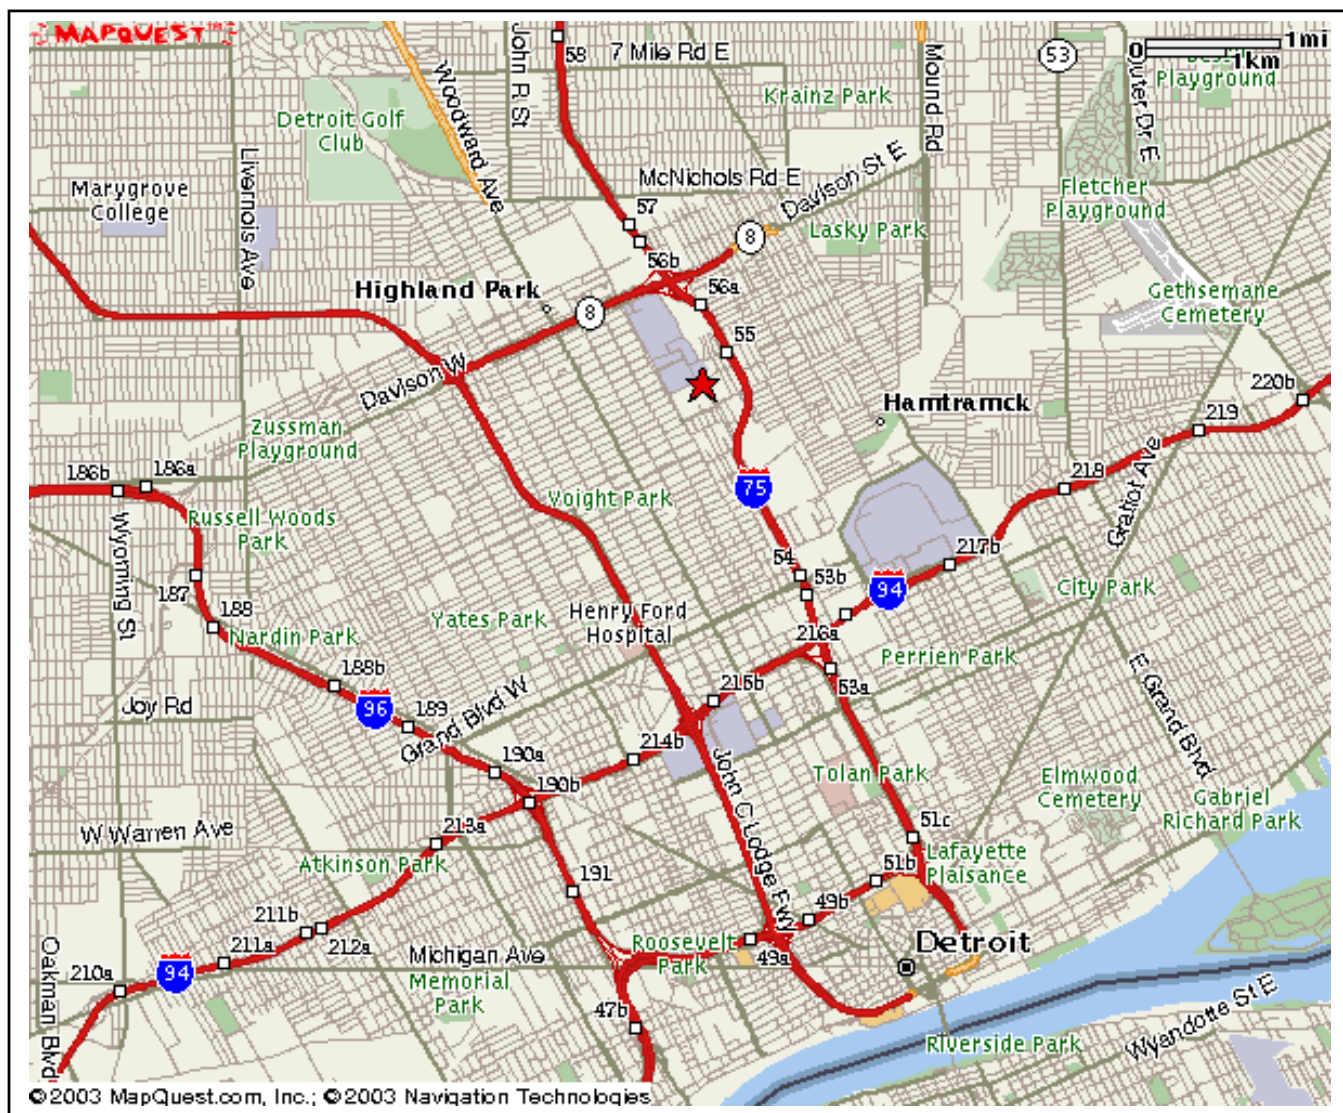 MAPQUEST
58
7 Mile Rd E
John R St
Woodward Ave
Mound Rd
53
Outer Dr E
0
1mi
1km
Playground
Krainz Park
Detroit Golf
Club
Livernois Ave
McNichols Rd E
Davison St E
Marygrove
College
Fletcher
Playground
57
8
Lasky Park
56b
Highland Park
56a
Gethsemane
Cemetery
8
55
Davison W
220b
Hamtramck
219
Zussman
Playground
Gratiot Ave
186b
186a
218
75
Voight Park
Russell Woods
Park
Wyoming St
54
53b
217b
187
94
City Park
188
Henry Ford
Hospital
Yates Park
Nardin Park
216a
Perrien Park
188b
215b
53a
E Grand Blvd
Joy Rd
96
189
Grand Blvd W
214b
190a
John C Lodge Fwy
Tolan Park
Elmwood
Cemetery
190b
Gabriel
Richard Park
W Warren Ave
213a
51c
Atkinson Park
51b
Lafayette
Plaisance
191
49b
211b
212a
Roosevelt
Park
Detroit
211a
Michigan Ave
49a
Oakman Blvd
210a
94
Memorial
Park
47b
Wyandotte St E
Riverside Park
©2003 MapQuest.com, Inc.; ©2003 Navigation Technologies